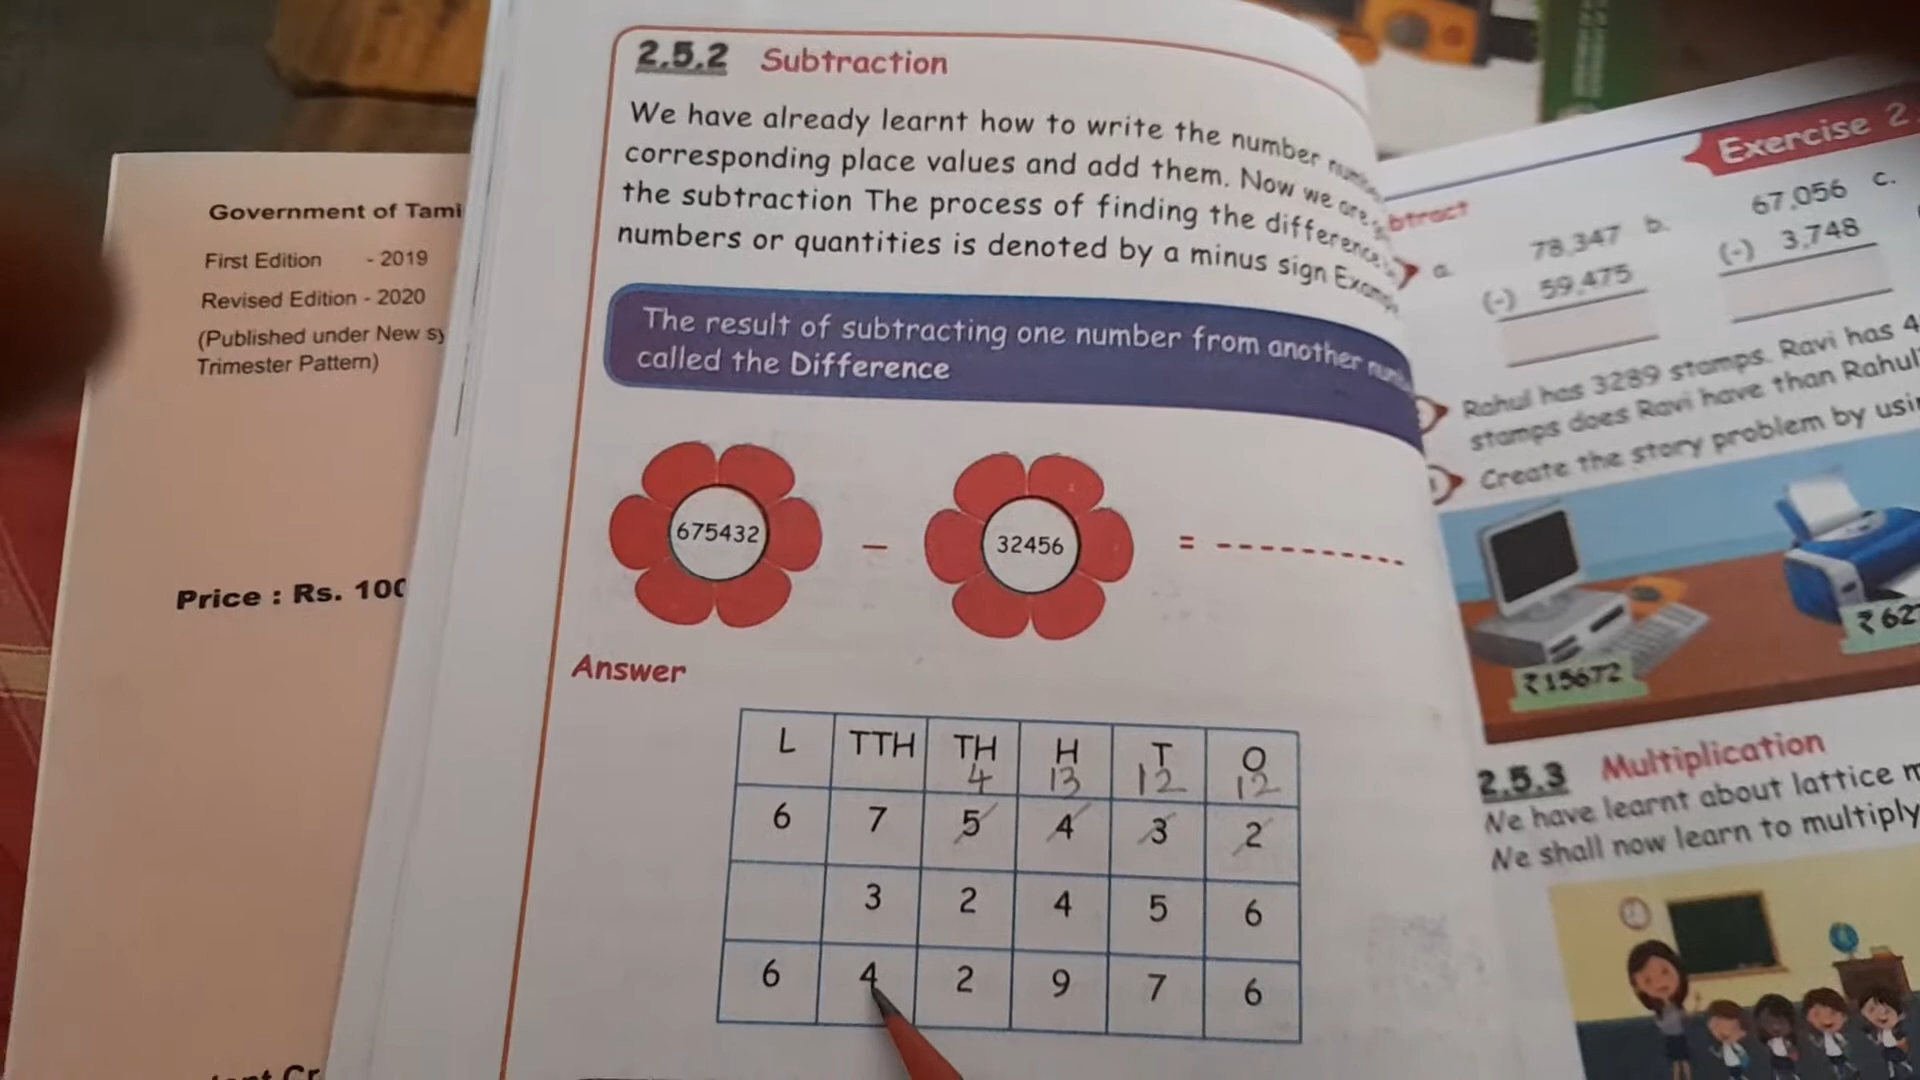 Government of Tami
First Edition - 2019
Revised Edition - 2020
(Published under New sy
Trimester Pattern)
Price : Rs. 100
2.5.2 Subtraction
We have already learnt how to write the number
corresponding place values and add them. Now we are
the subtraction The process of finding the difference
numbers or quantities is denoted by a minus sign Example
The result of subtracting one number from another
called the Difference
675432 - 32456 = ----------
Answer
L TTH TH H T O
4 13 12 12
6 7 5 4 3 2
3 2 4 5 6
6 4 2 9 7 6
Exercise 2.
btract
a. 78,347 b. 67,056 c.
(-) 59,475 (-) 3,748
Rahul has 3289 stamps. Ravi has 4
stamps does Ravi have than Rahul
Create the story problem by usi
₹15672
₹627
2.5.3 Multiplication
We have learnt about lattice m
We shall now learn to multiply